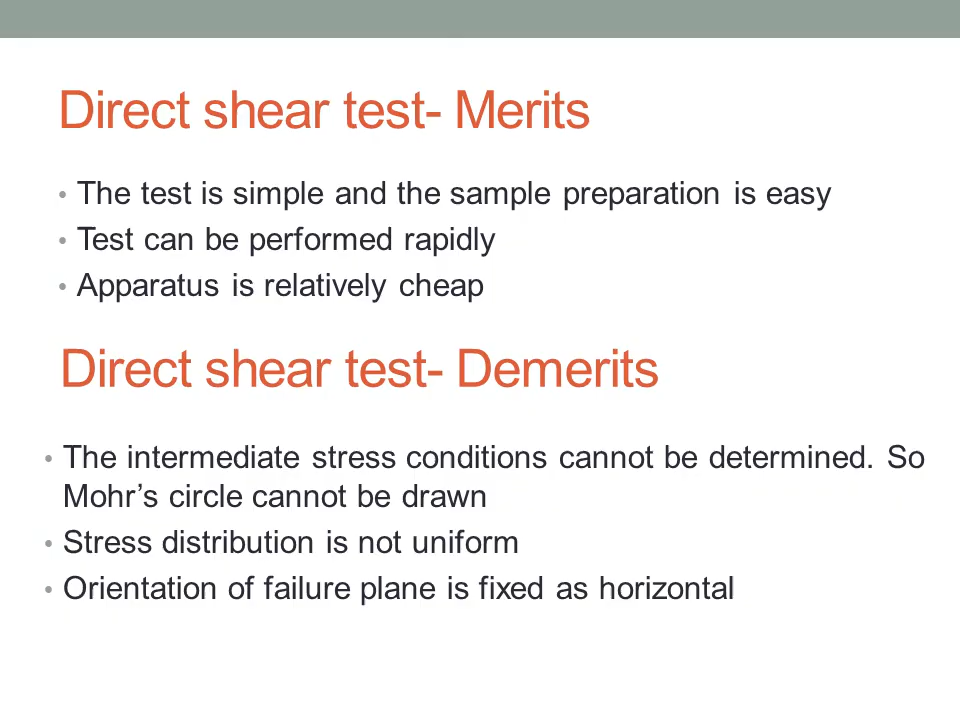 Direct shear test- Merits
• The test is simple and the sample preparation is easy
• Test can be performed rapidly
• Apparatus is relatively cheap
Direct shear test- Demerits
• The intermediate stress conditions cannot be determined. So
Mohr’s circle cannot be drawn
• Stress distribution is not uniform
• Orientation of failure plane is fixed as horizontal